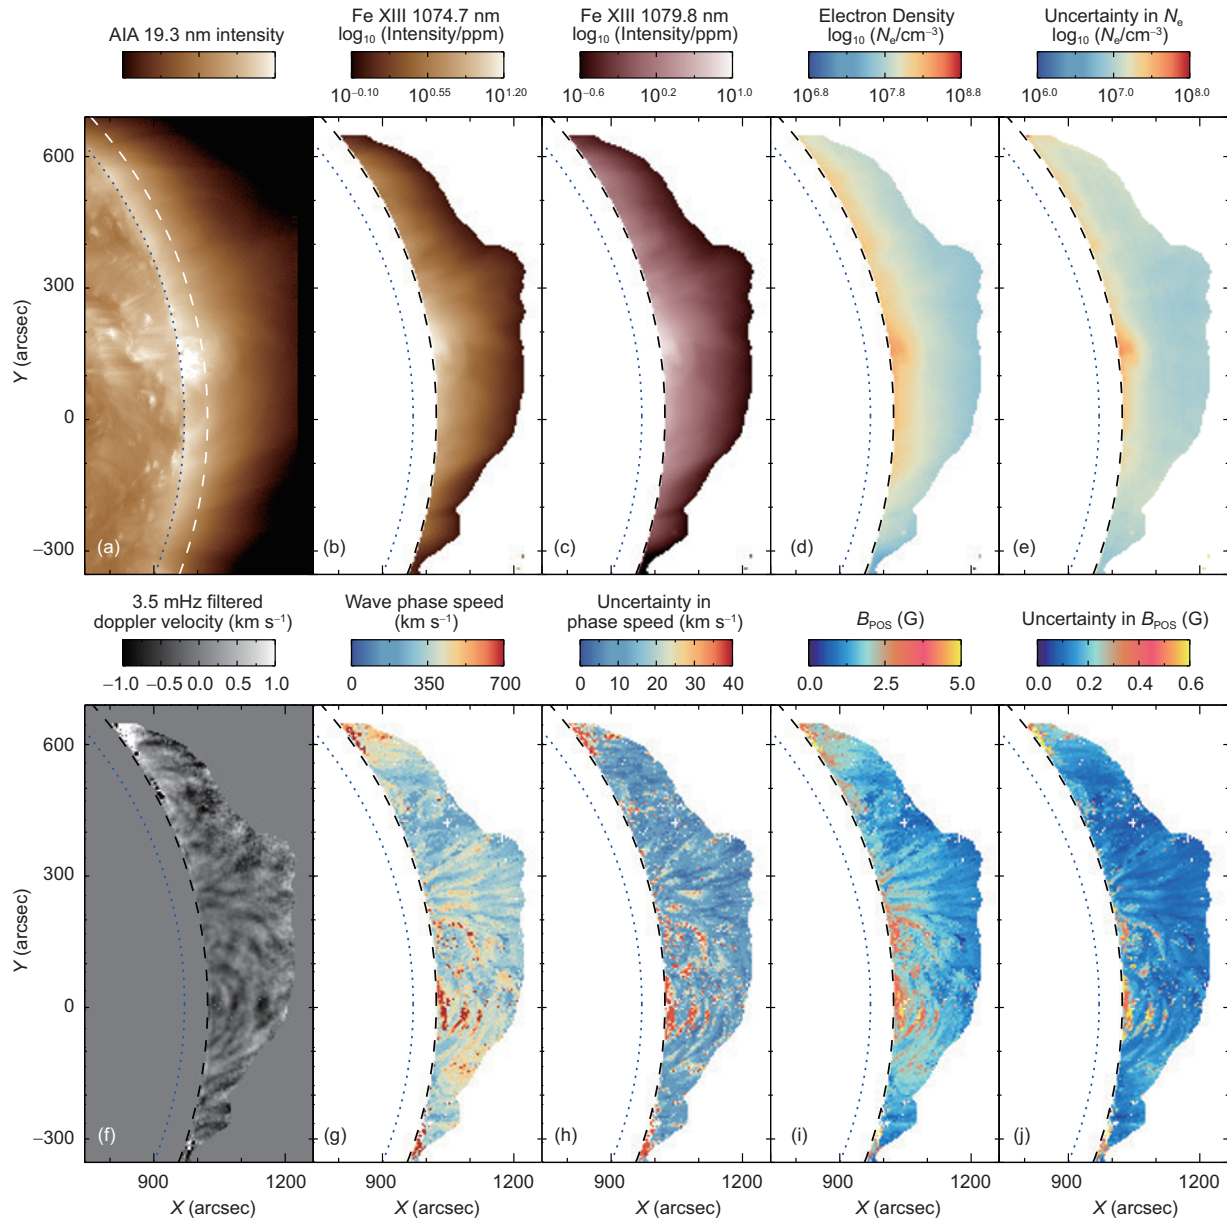 AIA 19.3 nm intensity
Fe XIII 1074.7 nm
log₁₀ (Intensity/ppm)
10⁻⁰·¹⁰ 10⁰·⁵⁵ 10¹·²⁰
Fe XIII 1079.8 nm
log₁₀ (Intensity/ppm)
10⁻⁰·⁶ 10⁰·² 10¹·⁰
Electron Density
log₁₀ (Nₑ/cm⁻³)
10⁶·⁸ 10⁷·⁸ 10⁸·⁸
Uncertainty in Nₑ
log₁₀ (Nₑ/cm⁻³)
10⁶·⁰ 10⁷·⁰ 10⁸·⁰
600
300
0
−300
Y (arcsec)
(a)
(b)
(c)
(d)
(e)
3.5 mHz filtered
doppler velocity (km s⁻¹)
−1.0 −0.5 0.0 0.5 1.0
Wave phase speed
(km s⁻¹)
0 350 700
Uncertainty in
phase speed (km s⁻¹)
0 10 20 30 40
B_POS (G)
0.0 2.5 5.0
Uncertainty in B_POS (G)
0.0 0.2 0.4 0.6
600
300
0
−300
Y (arcsec)
(f)
(g)
(h)
(i)
(j)
900 1200
900 1200
900 1200
900 1200
900 1200
X (arcsec)
X (arcsec)
X (arcsec)
X (arcsec)
X (arcsec)